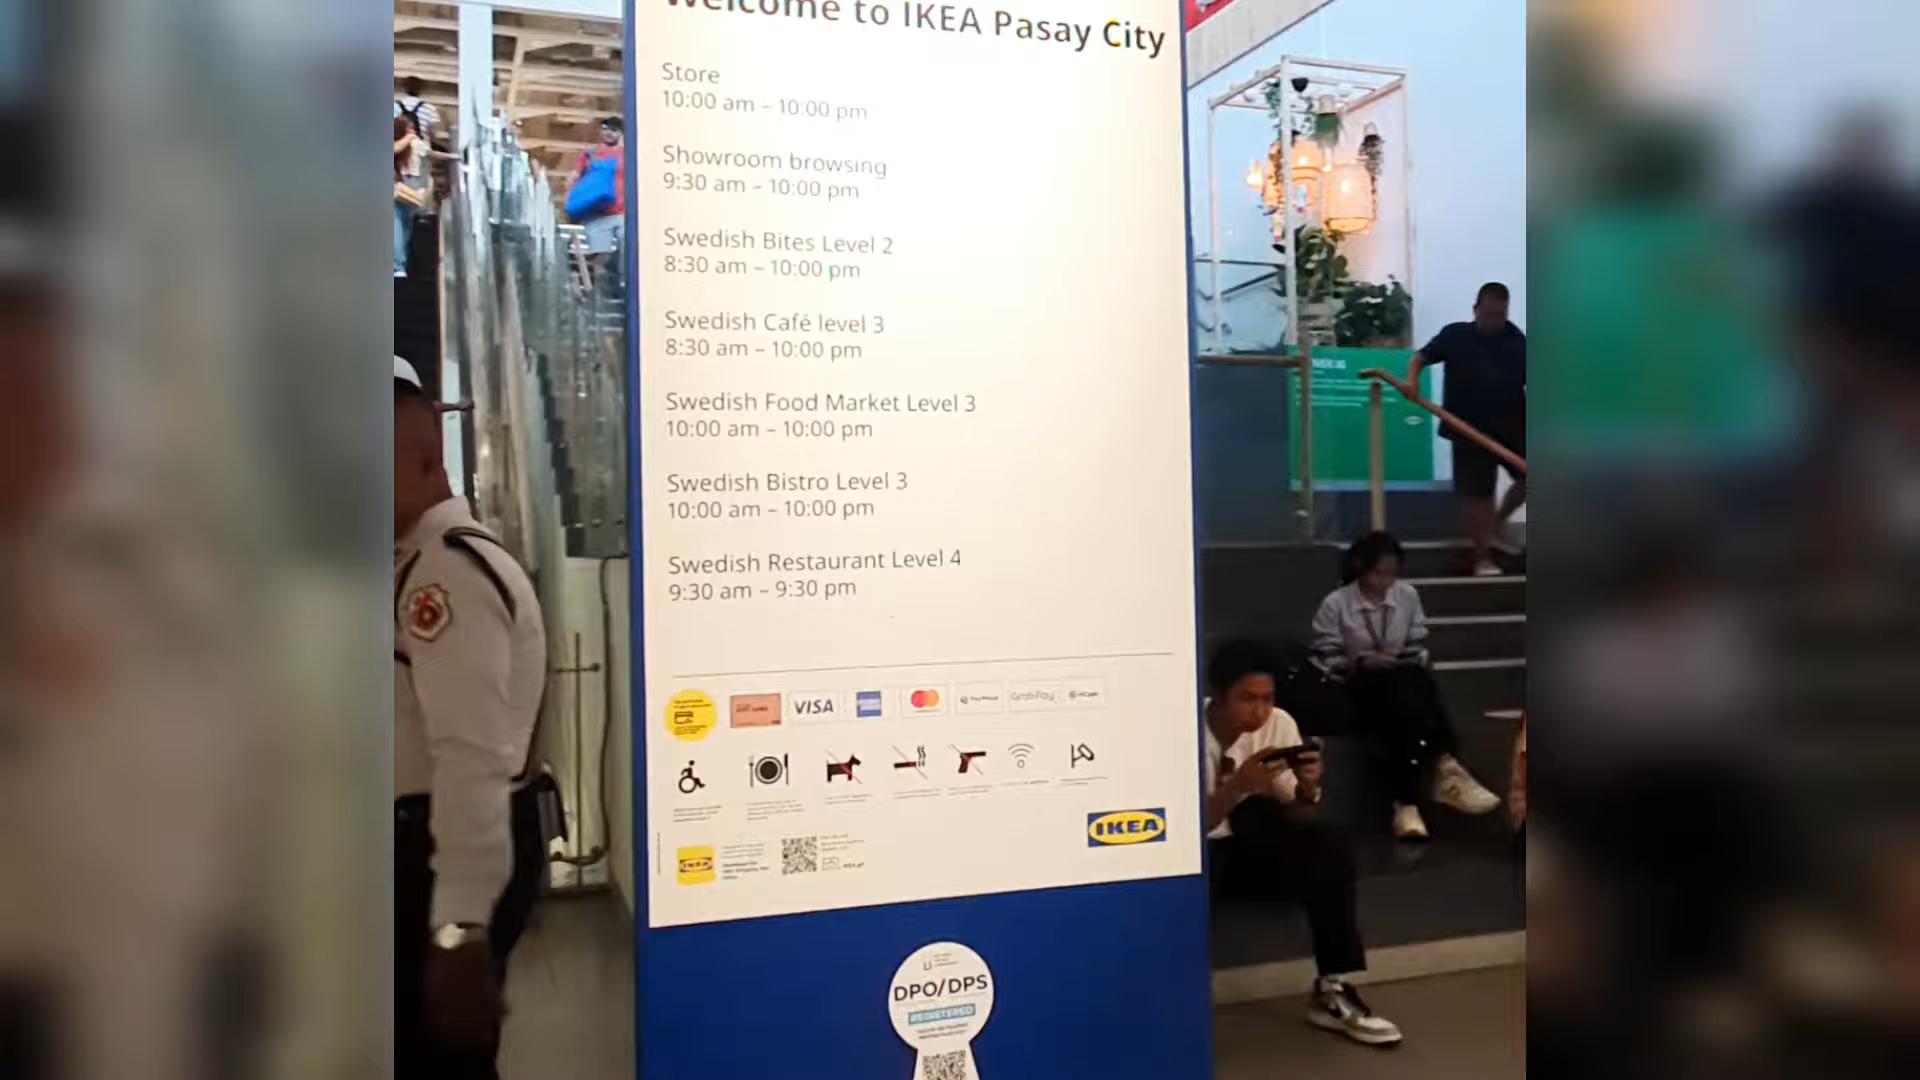 Welcome to IKEA Pasay City
Store
10:00 am – 10:00 pm
Showroom browsing
9:30 am – 10:00 pm
Swedish Bites Level 2
8:30 am – 10:00 pm
Swedish Café level 3
8:30 am – 10:00 pm
Swedish Food Market Level 3
10:00 am – 10:00 pm
Swedish Bistro Level 3
10:00 am – 10:00 pm
Swedish Restaurant Level 4
9:30 am – 9:30 pm
VISA
GrabPay
IKEA
IKEA
DPO/DPS
REGISTERED